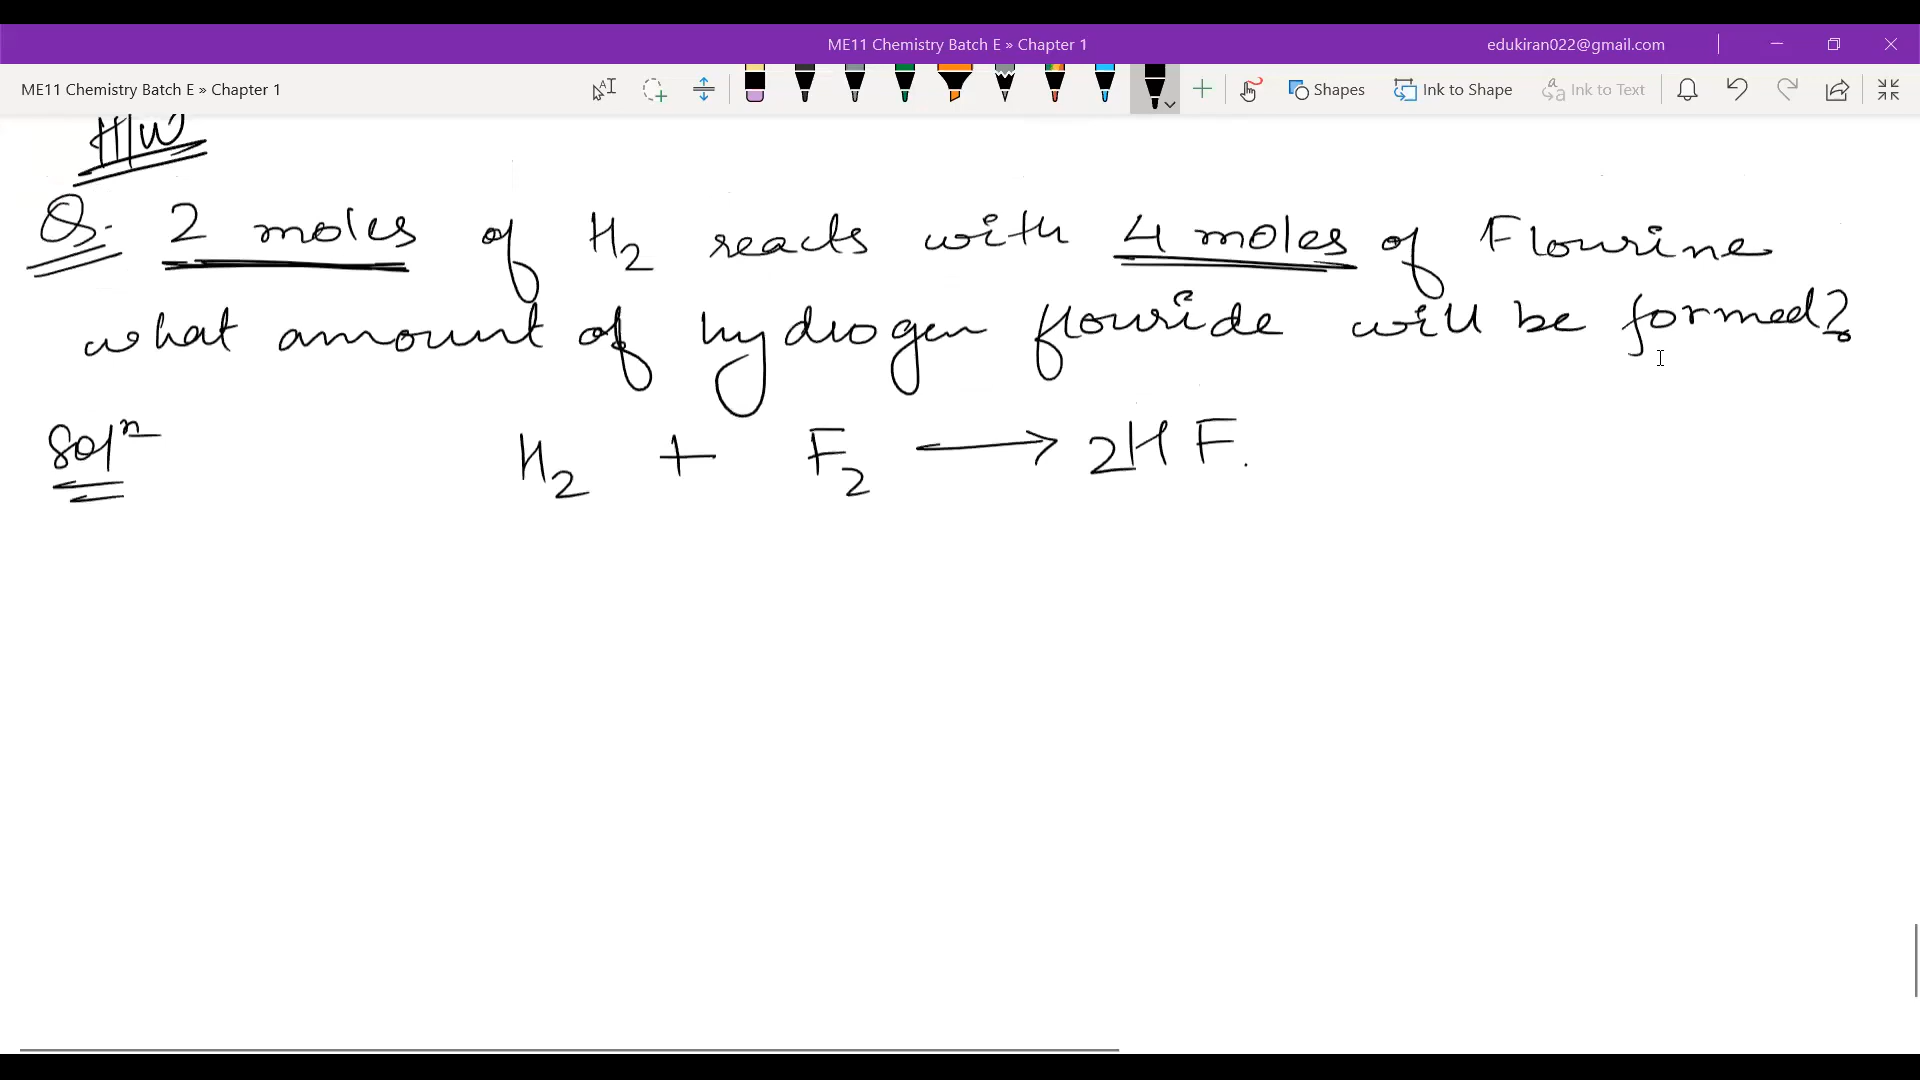 ME11 Chemistry Batch E » Chapter 1
edukiran022@gmail.com
ME11 Chemistry Batch E » Chapter 1
Shapes
Ink to Shape
Ink to Text
H/W
Q. 2 moles of H₂ reacts with 4 moles of Flourine
what amount of hydrogen flouride will be formed?
Solⁿ H₂ + F₂ ⟶ 2HF.